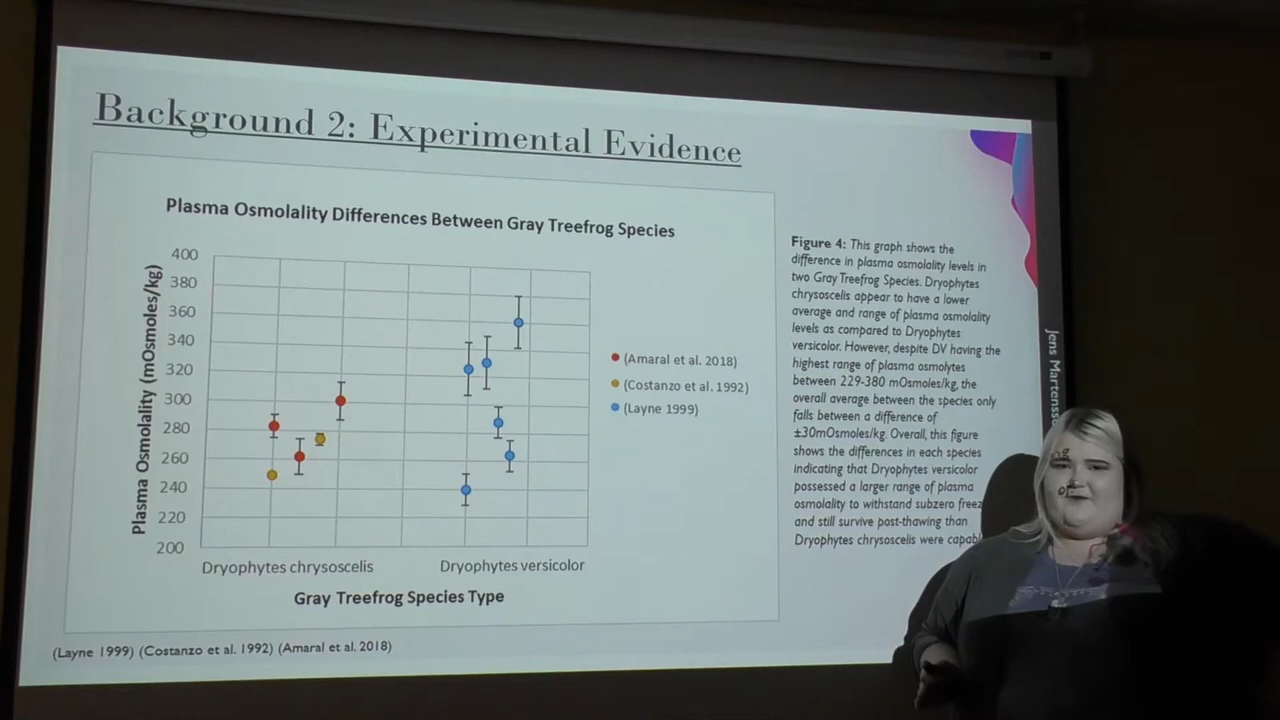 Background 2: Experimental Evidence
Plasma Osmolality Differences Between Gray Treefrog Species
Plasma Osmolality (mOsmoles/kg)
400
380
360
340
320
300
280
260
240
220
200
Dryophytes chrysoscelis
Dryophytes versicolor
Gray Treefrog Species Type
(Amaral et al. 2018)
(Costanzo et al. 1992)
(Layne 1999)
Figure 4: This graph shows the
difference in plasma osmolality levels in
two Gray Treefrog Species. Dryophytes
chrysoscelis appear to have a lower
average and range of plasma osmolality
levels as compared to Dryophytes
versicolor. However, despite DV having the
highest range of plasma osmolytes
between 229-380 mOsmoles/kg, the
overall average between the species only
falls between a difference of
±30mOsmoles/kg. Overall, this figure
shows the differences in each species
indicating that Dryophytes versicolor
possessed a larger range of plasma
osmolality to withstand subzero
and still survive post-thawing than
Dryophytes chrysoscelis were
(Layne 1999) (Costanzo et al. 1992) (Amaral et al. 2018)
Jens